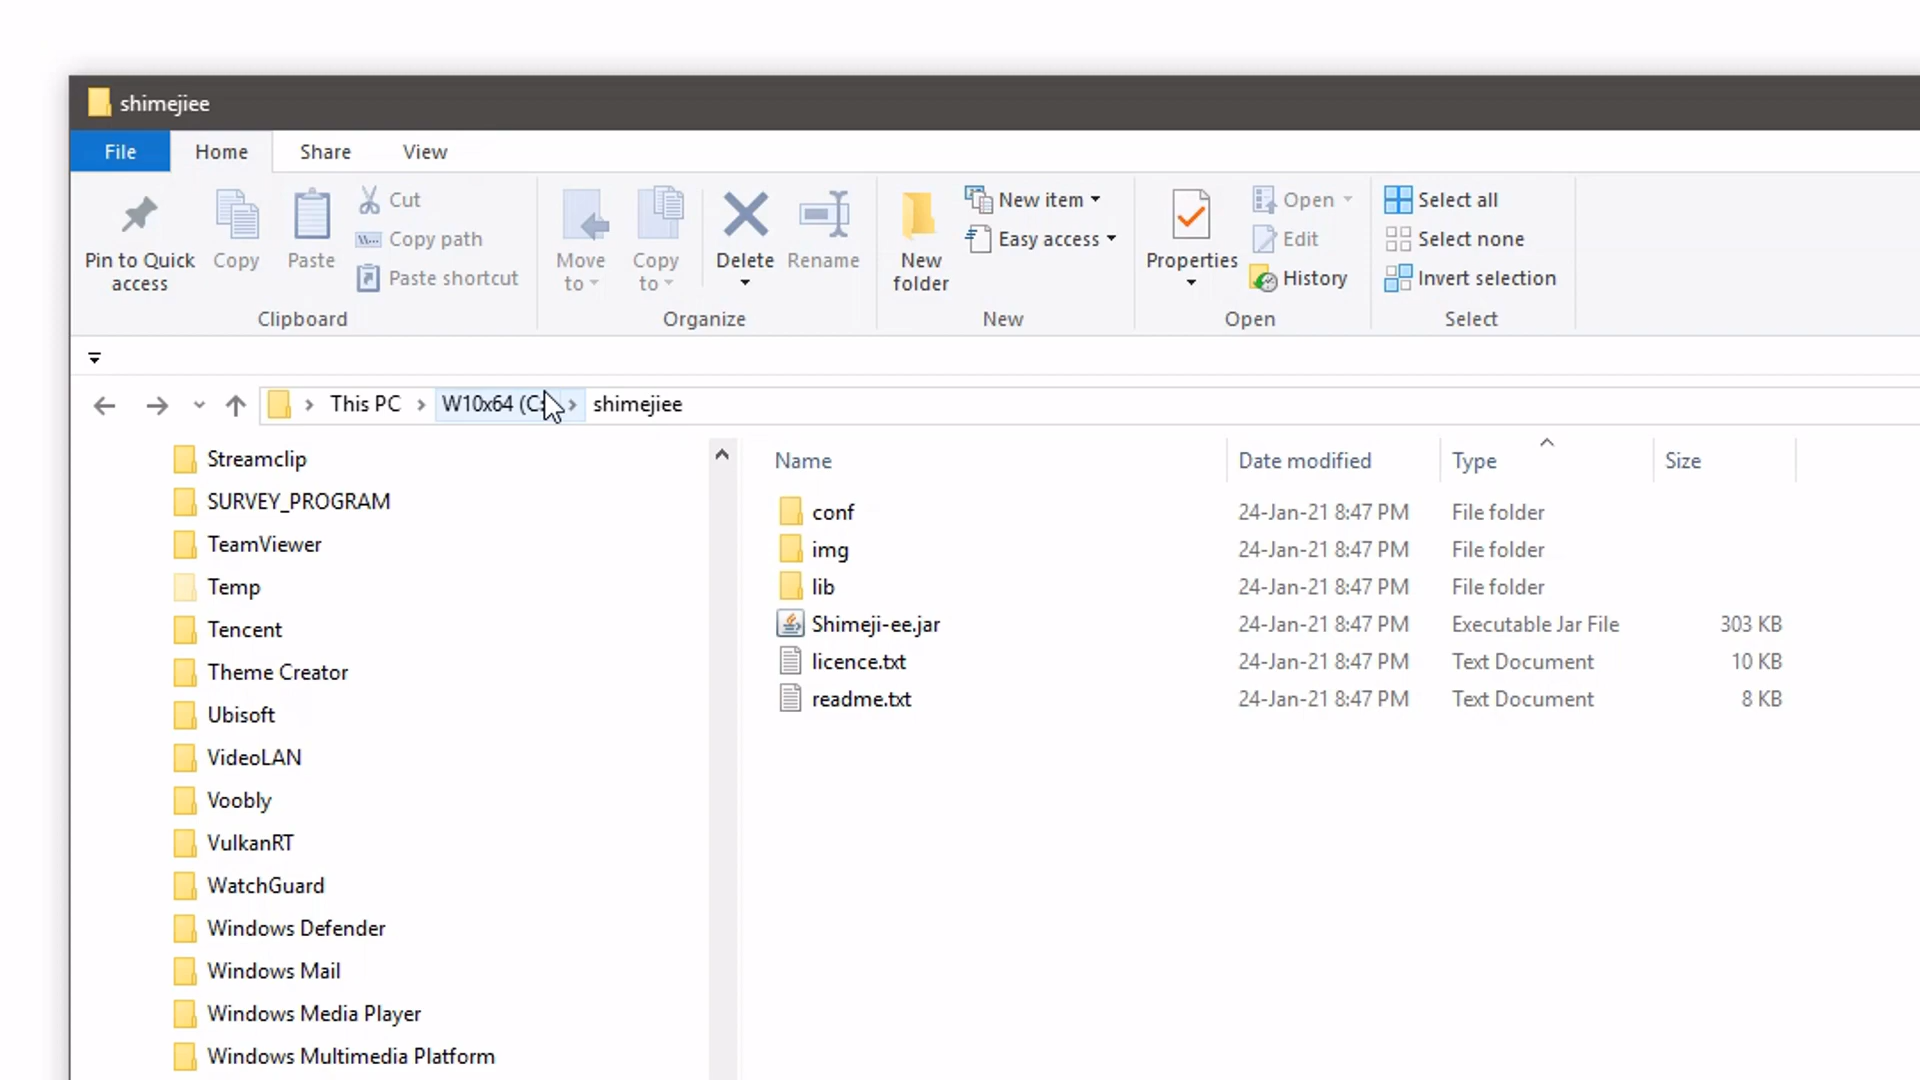 shimejiee
File Home Share View
Pin to Quick access
Copy
Paste
Cut
Copy path
Paste shortcut
Clipboard
Move to
Copy to
Delete
Rename
Organize
New folder
New item
Easy access
New
Properties
Open
Edit
History
Open
Select all
Select none
Invert selection
Select
This PC > W10x64 (C: > shimejiee
Streamclip
SURVEY_PROGRAM
TeamViewer
Temp
Tencent
Theme Creator
Ubisoft
VideoLAN
Voobly
VulkanRT
WatchGuard
Windows Defender
Windows Mail
Windows Media Player
Windows Multimedia Platform
Name Date modified Type Size
conf 24-Jan-21 8:47 PM File folder
img 24-Jan-21 8:47 PM File folder
lib 24-Jan-21 8:47 PM File folder
Shimeji-ee.jar 24-Jan-21 8:47 PM Executable Jar File 303 KB
licence.txt 24-Jan-21 8:47 PM Text Document 10 KB
readme.txt 24-Jan-21 8:47 PM Text Document 8 KB